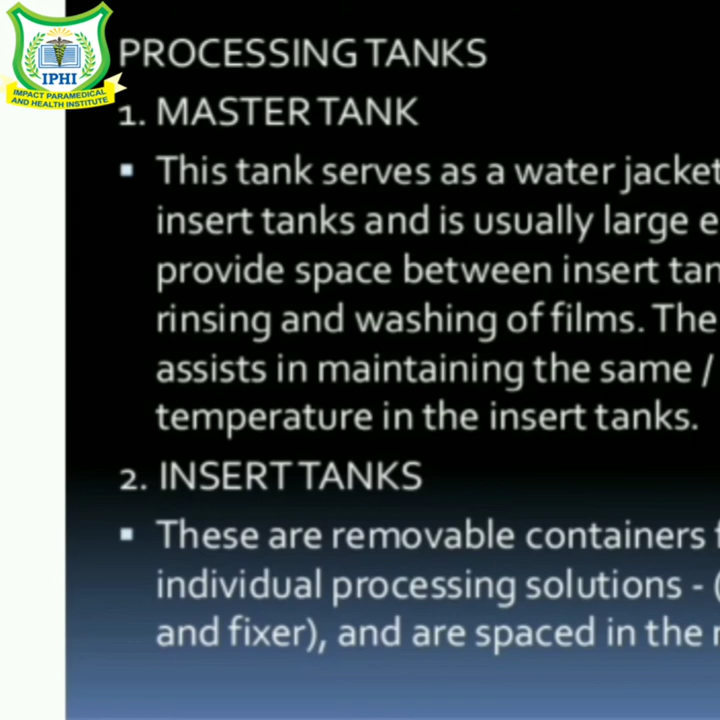 IPHI
IMPACT PARAMEDICAL
AND HEALTH INSTITUTE
PROCESSING TANKS
1. MASTER TANK
▪ This tank serves as a water jacket
insert tanks and is usually large e
provide space between insert tan
rinsing and washing of films. The
assists in maintaining the same /
temperature in the insert tanks.
2. INSERT TANKS
▪ These are removable containers f
individual processing solutions - (
and fixer), and are spaced in the